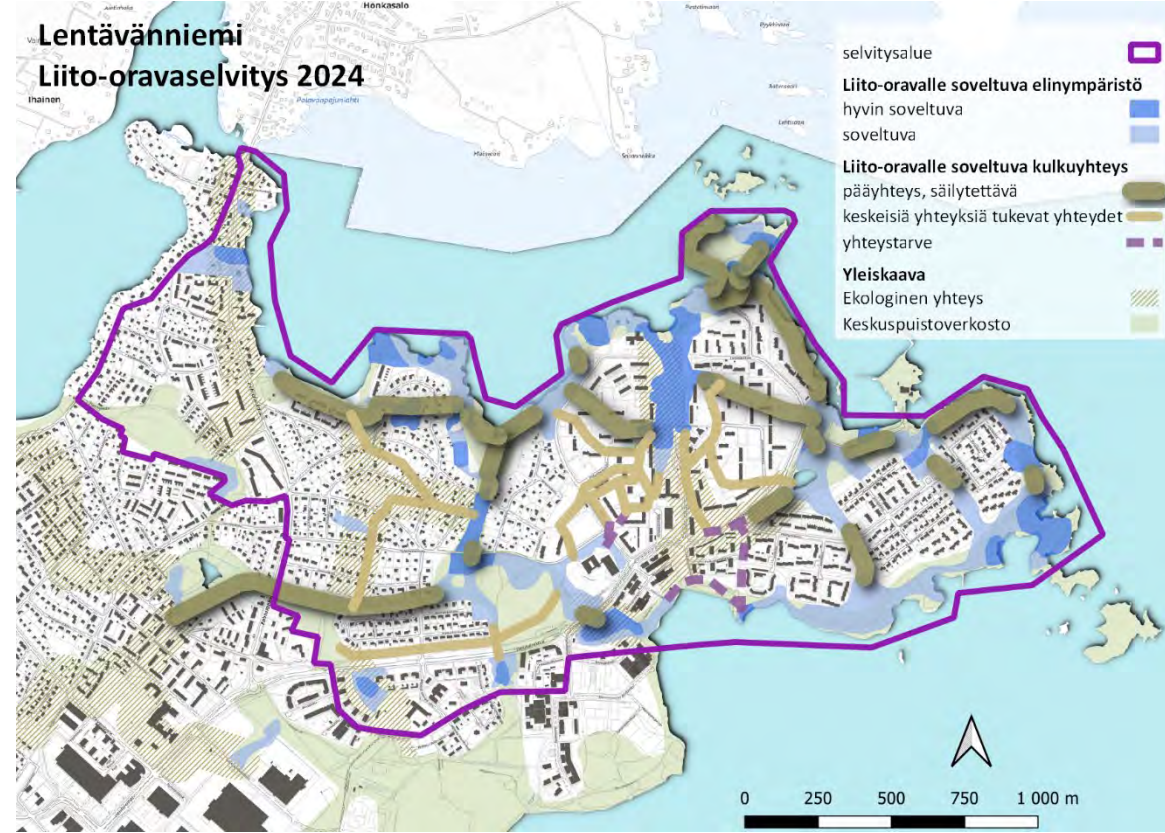 Lentävänniemi
Liito-oravaselvitys 2024
Honkasalo
Ihainen
selvitysalue
Liito-oravalle soveltuva elinympäristö
hyvin soveltuva
soveltuva
Liito-oravalle soveltuva kulkuyhteys
pääyhteys, säilytettävä
keskeisiä yhteyksiä tukevat yhteydet
yhteystarve
Yleiskaava
Ekologinen yhteys
Keskuspuistoverkosto
0 250 500 750 1 000 m